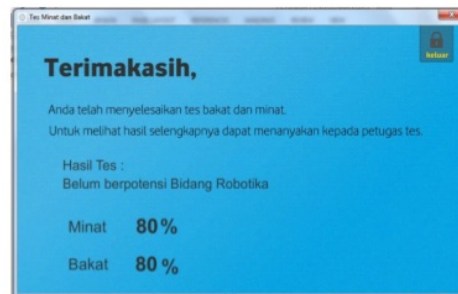 Tes Minat dan Bakat
keluar
Terimakasih,
Anda telah menyelesaikan tes bakat dan minat.
Untuk melihat hasil selengkapnya dapat menanyakan kepada petugas tes.
Hasil Tes :
Belum berpotensi Bidang Robotika
Minat 80%
Bakat 80 %